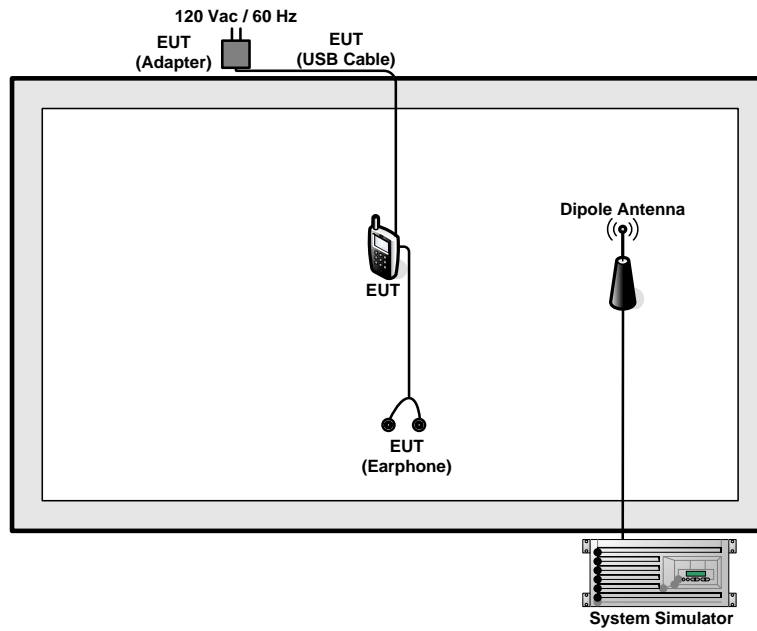 120 Vac / 60 Hz
EUT
(Adapter)
EUT
(USB Cable)
Dipole Antenna
EUT
EUT
(Earphone)
System Simulator